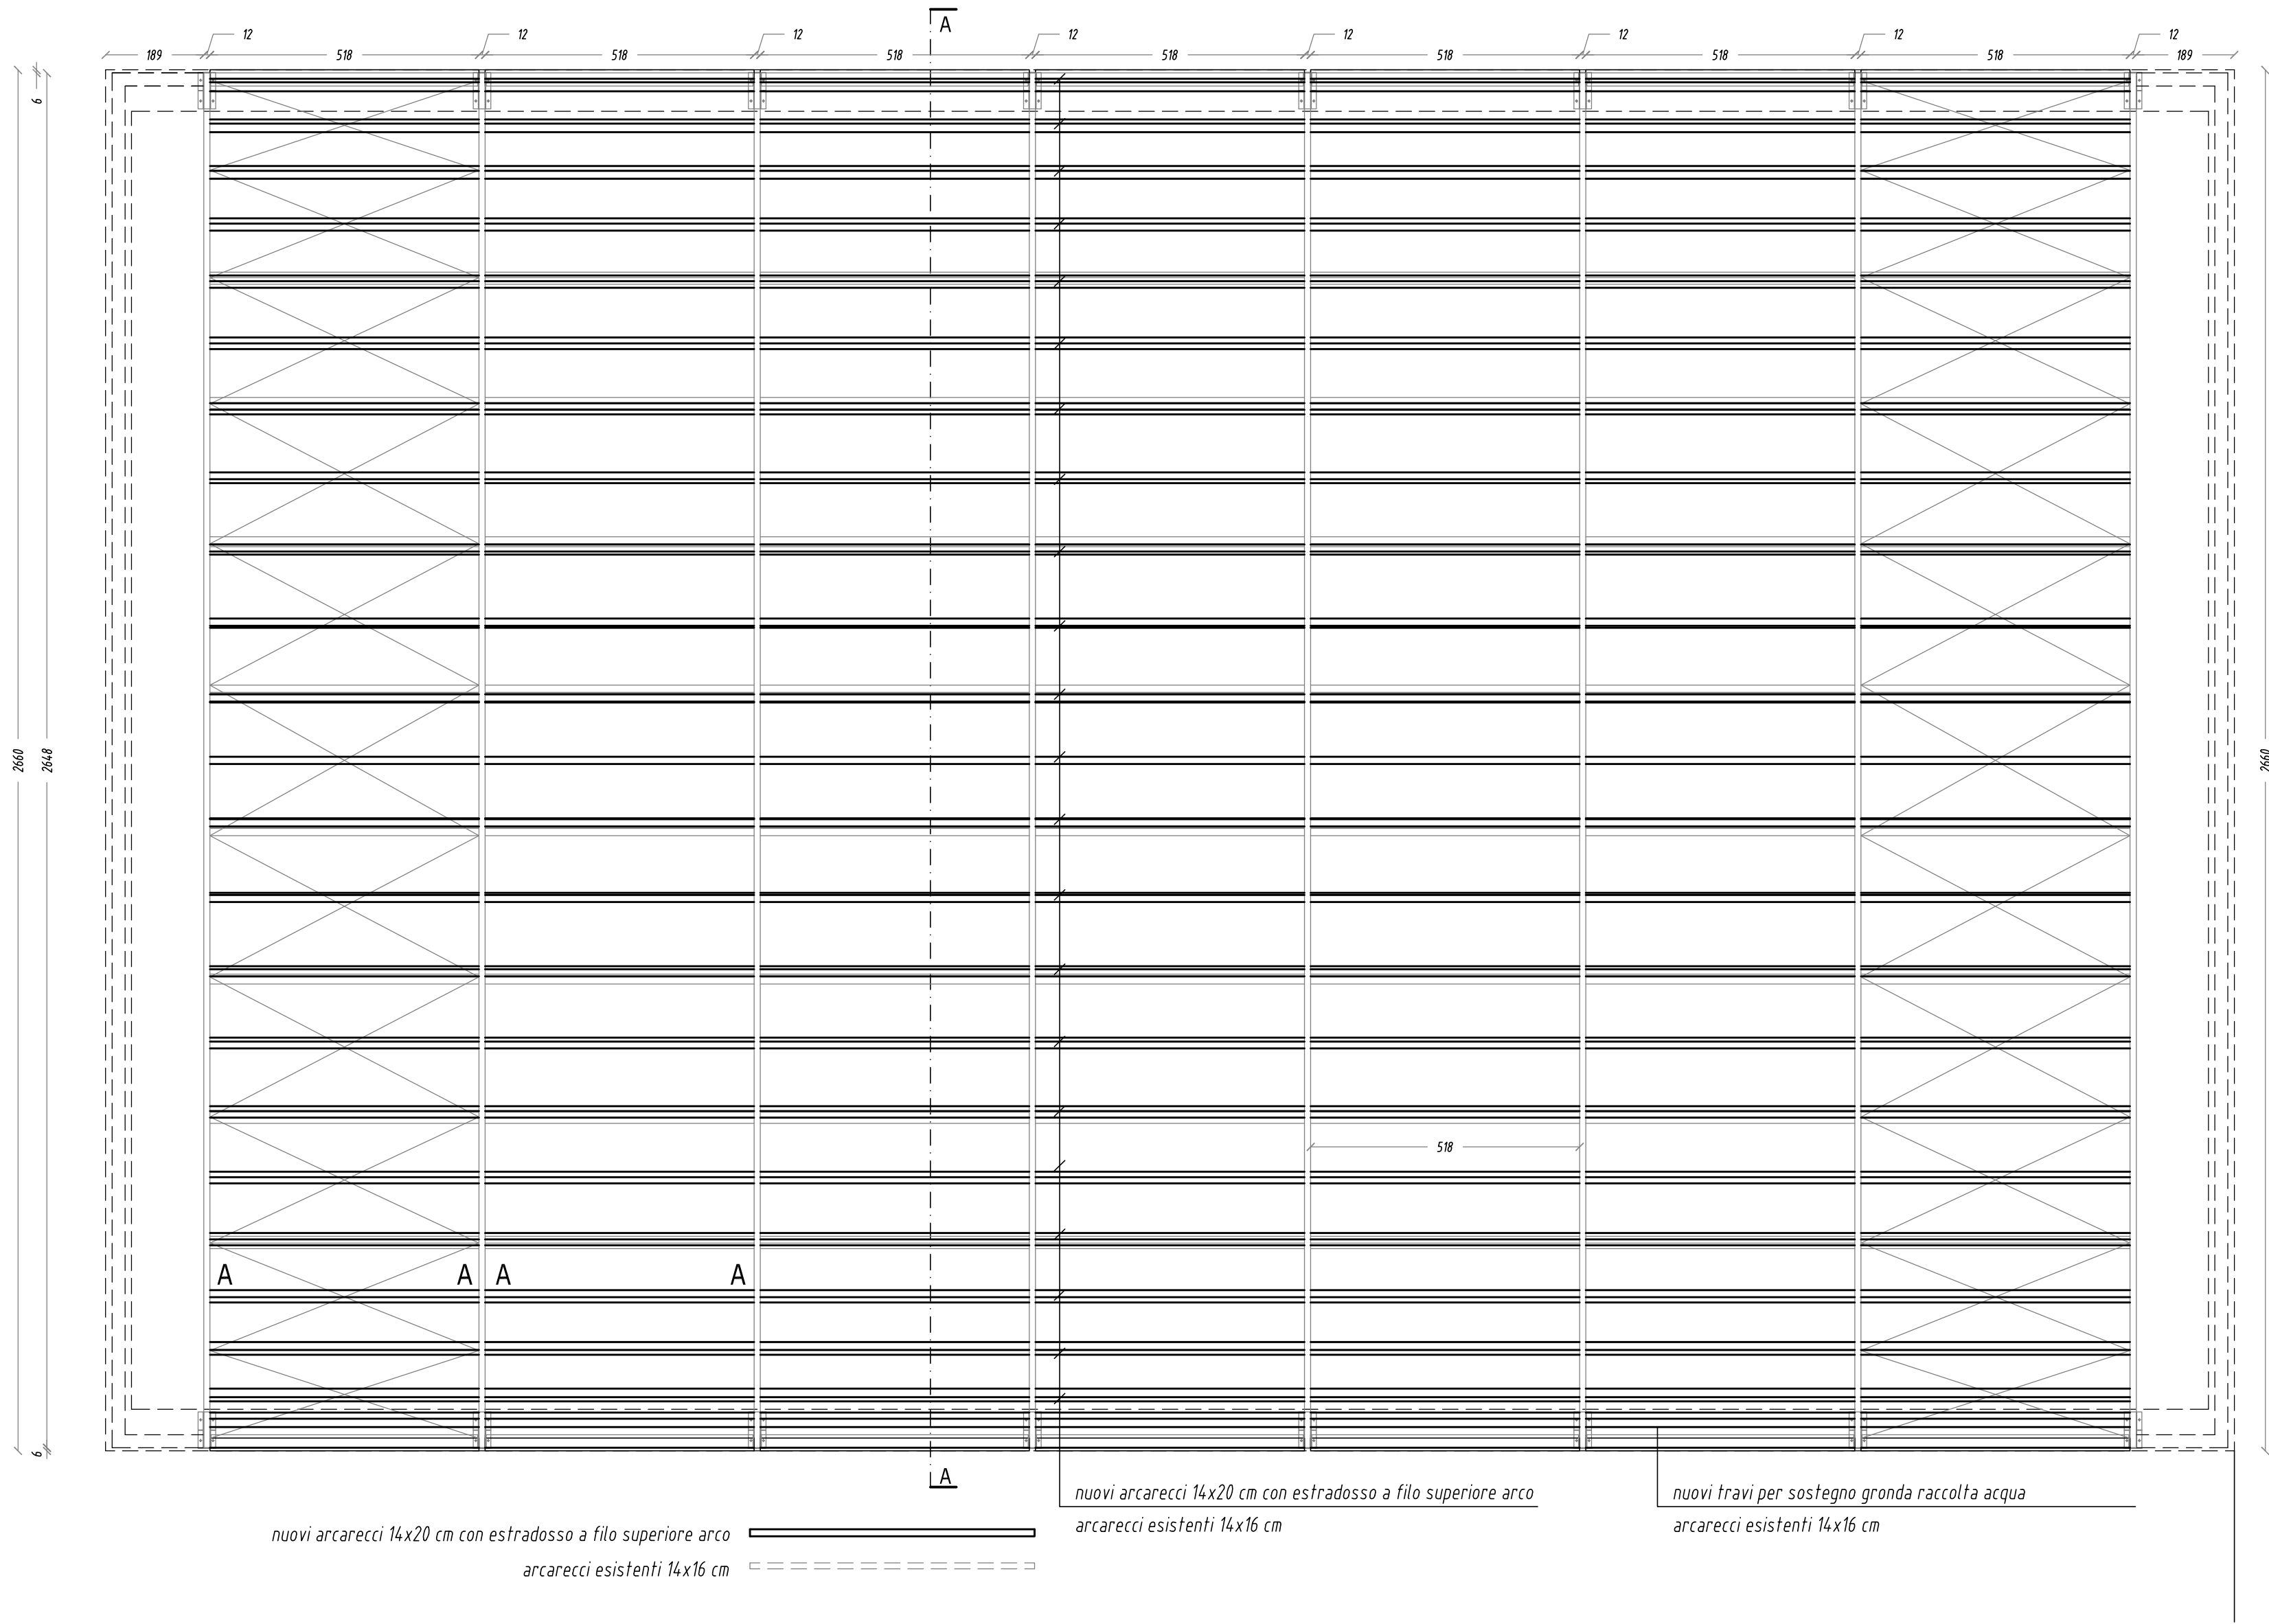 A
12 12 12 12 12 12 12 12
189 518 518 518 518 518 518 518 189
6
2660 2648 2660
518
A A A A
6
A
nuovi arcarecci 14x20 cm con estradosso a filo superiore arco
arcarecci esistenti 14x16 cm
nuovi travi per sostegno gronda raccolta acqua
arcarecci esistenti 14x16 cm
nuovi arcarecci 14x20 cm con estradosso a filo superiore arco
arcarecci esistenti 14x16 cm